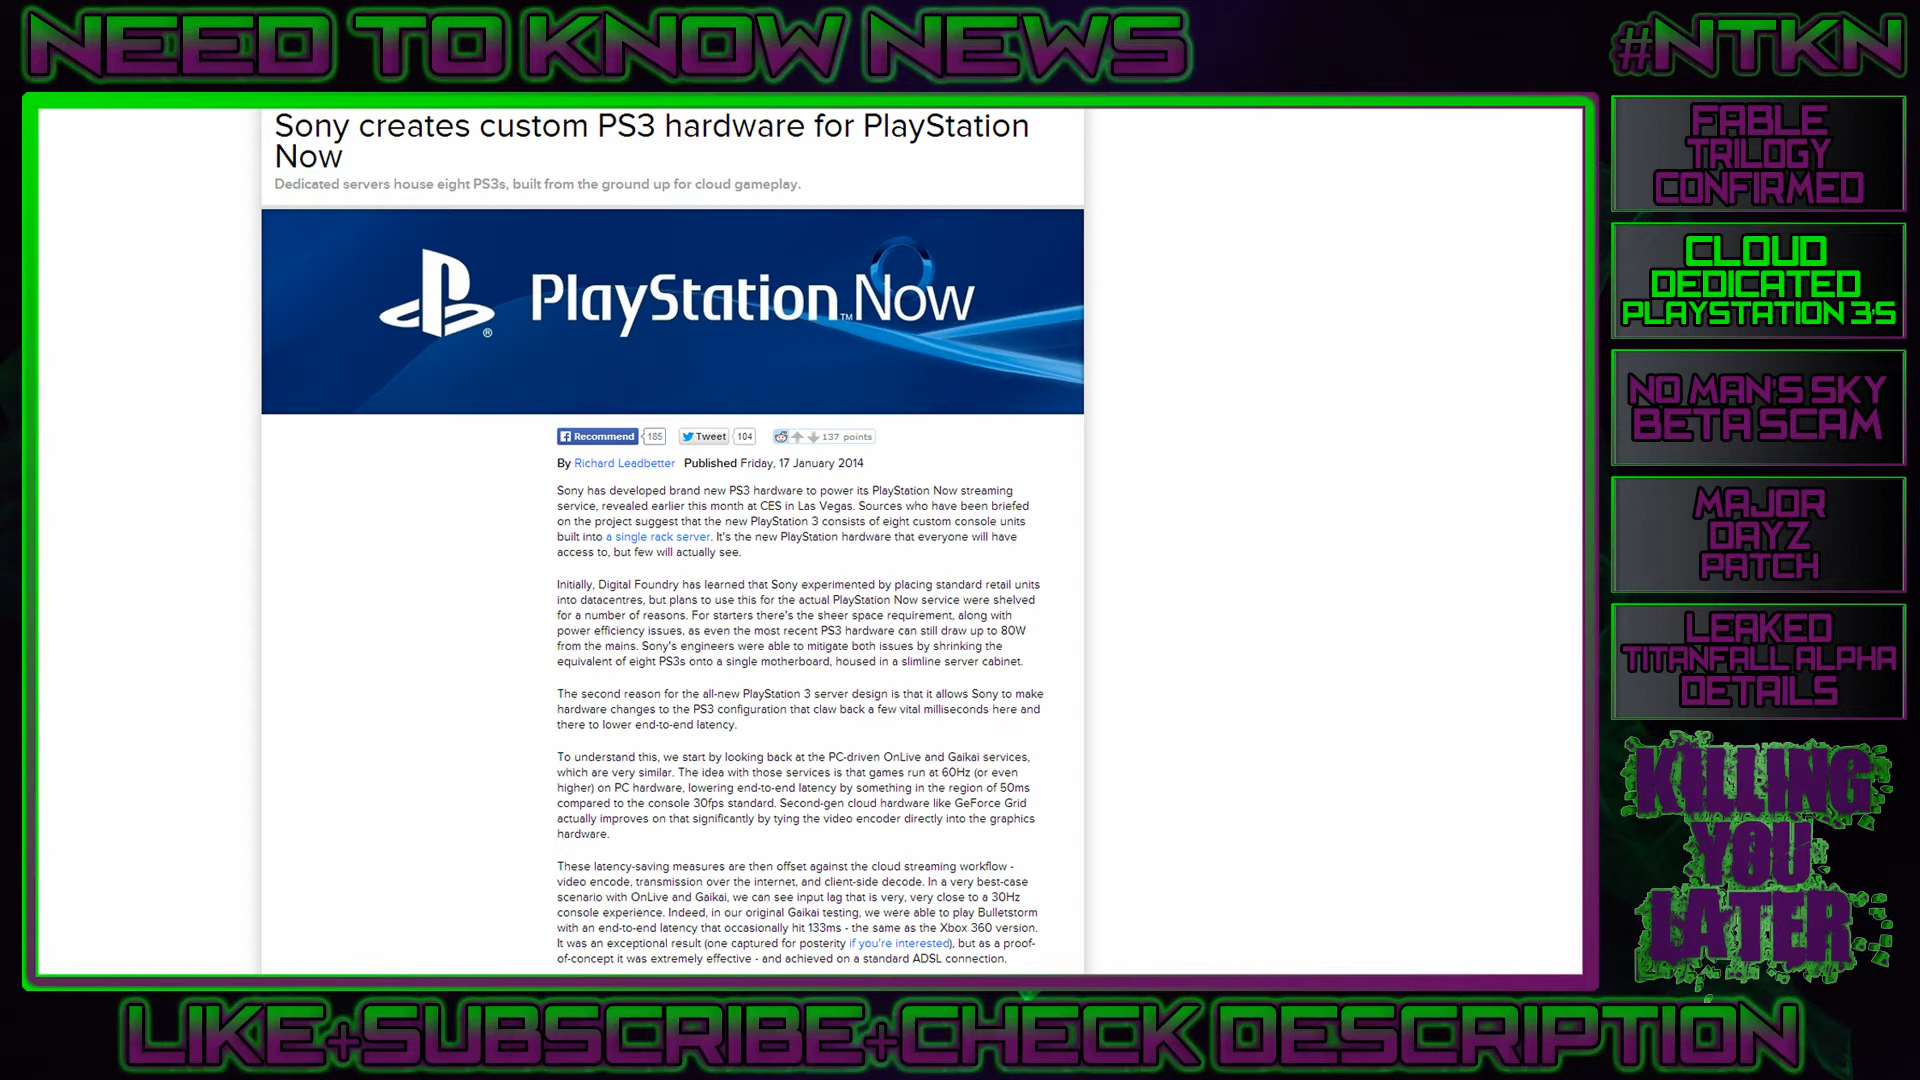 NEED TO KNOW NEWS
#NTKN
Sony creates custom PS3 hardware for PlayStation
Now
Dedicated servers house eight PS3s, built from the ground up for cloud gameplay.
PlayStation™Now
®
Recommend 185 Tweet 104 137 points
By Richard Leadbetter Published Friday, 17 January 2014
Sony has developed brand new PS3 hardware to power its PlayStation Now streaming
service, revealed earlier this month at CES in Las Vegas. Sources who have been briefed
on the project suggest that the new PlayStation 3 consists of eight custom console units
built into a single rack server. It's the new PlayStation hardware that everyone will have
access to, but few will actually see.
Initially, Digital Foundry has learned that Sony experimented by placing standard retail units
into datacentres, but plans to use this for the actual PlayStation Now service were shelved
for a number of reasons. For starters there's the sheer space requirement, along with
power efficiency issues, as even the most recent PS3 hardware can still draw up to 80W
from the mains. Sony's engineers were able to mitigate both issues by shrinking the
equivalent of eight PS3s onto a single motherboard, housed in a slimline server cabinet.
The second reason for the all-new PlayStation 3 server design is that it allows Sony to make
hardware changes to the PS3 configuration that claw back a few vital milliseconds here and
there to lower end-to-end latency.
To understand this, we start by looking back at the PC-driven OnLive and Gaikai services,
which are very similar. The idea with those services is that games run at 60Hz (or even
higher) on PC hardware, lowering end-to-end latency by something in the region of 50ms
compared to the console 30fps standard. Second-gen cloud hardware like GeForce Grid
actually improves on that significantly by tying the video encoder directly into the graphics
hardware.
These latency-saving measures are then offset against the cloud streaming workflow -
video encode, transmission over the internet, and client-side decode. In a very best-case
scenario with OnLive and Gaikai, we can see input lag that is very, very close to a 30Hz
console experience. Indeed, in our original Gaikai testing, we were able to play Bulletstorm
with an end-to-end latency that occasionally hit 133ms - the same as the Xbox 360 version.
It was an exceptional result (one captured for posterity if you're interested), but as a proof-
of-concept it was extremely effective - and achieved on a standard ADSL connection.
FABLE
TRILOGY
CONFIRMED
CLOUD
DEDICATED
PLAYSTATION 3'S
NO MAN'S SKY
BETA SCAM
MAJOR
DAYZ
PATCH
LEAKED
TITANFALL ALPHA
DETAILS
KILLING
YOU
LATER
LIKE+SUBSCRIBE+CHECK DESCRIPTION